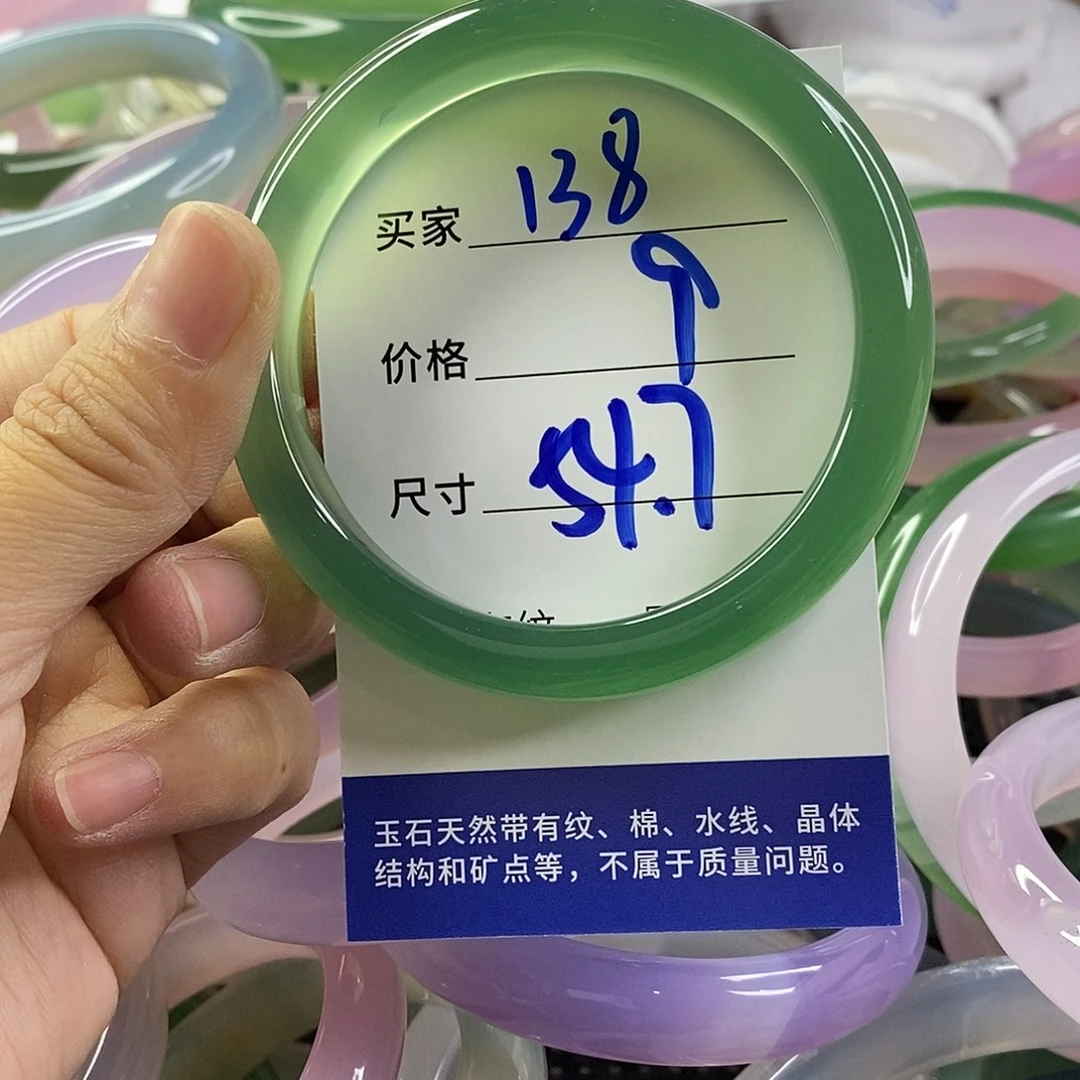 买家 138
价格 9
尺寸 54.7
玉石天然带有纹、棉、水线、晶体
结构和矿点等，不属于质量问题。